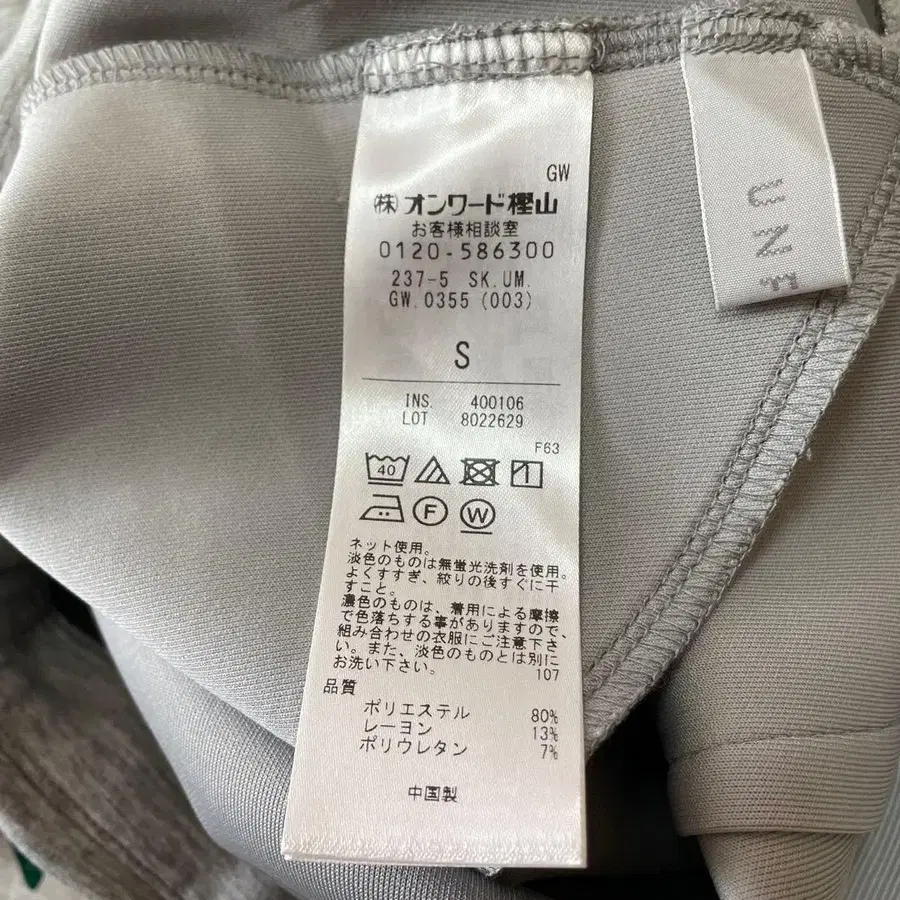 GW
㈱オンワード樫山
お客様相談室
0120-586300
237-5 SK.UM.
GW.0355 (003)
S
INS. 400106
LOT 8022629
F63
40
1
F
W
ネット使用。
淡色のものは無蛍光洗剤を使用。
よくすすぎ、絞りの後すぐに干
すこと。
濃色のものは、着用による摩擦
で色落ちする事がありますので、
組み合わせの衣服にご注意下さ
い。また、淡色のものとは別に
お洗い下さい。 107
品質
ポリエステル 80%
レーヨン 13%
ポリウレタン 7%
中国製
UN